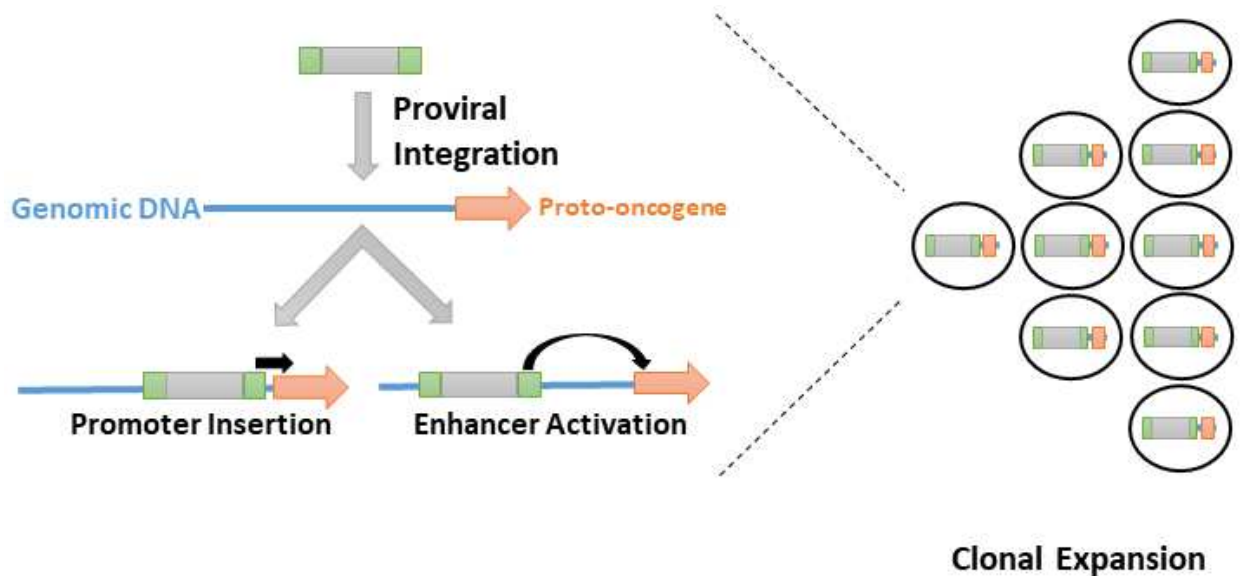 Proviral
Integration
Genomic DNA
Proto-oncogene
Promoter Insertion
Enhancer Activation
Clonal Expansion